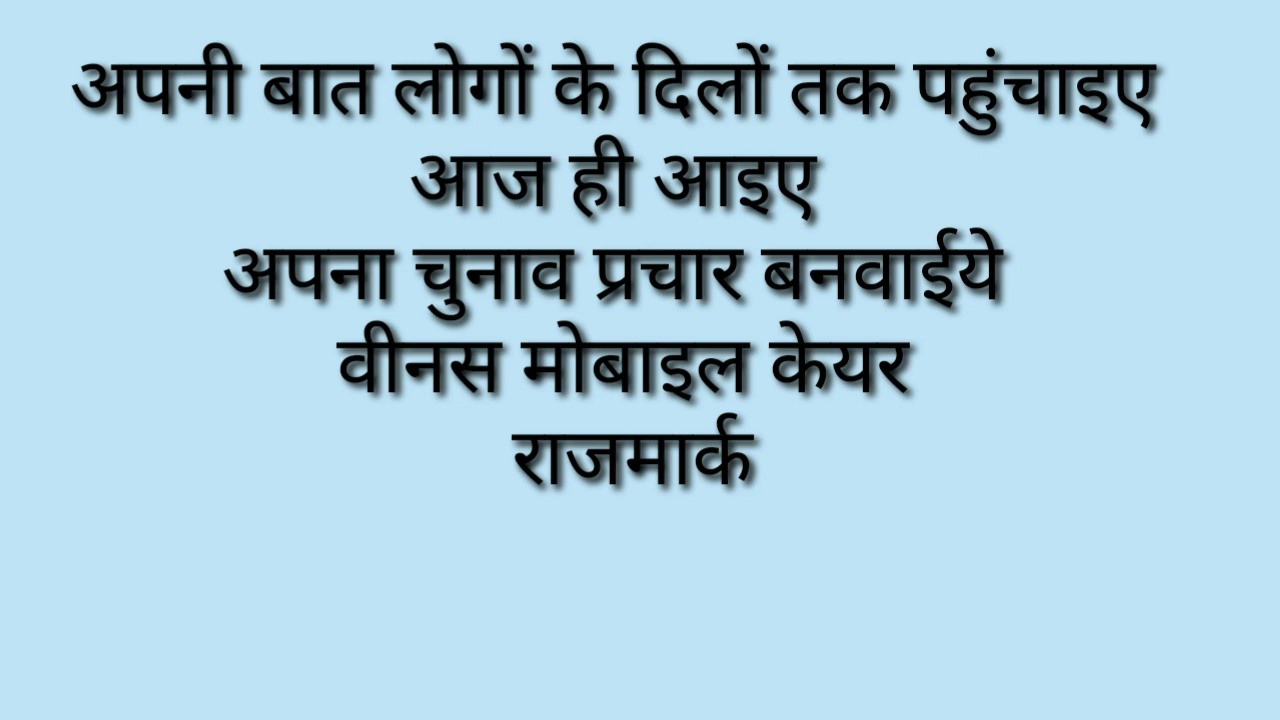 अपनी बात लोगों के दिलों तक पहुंचाइए
आज ही आइए
अपना चुनाव प्रचार बनवाईये
वीनस मोबाइल केयर
राजमार्क